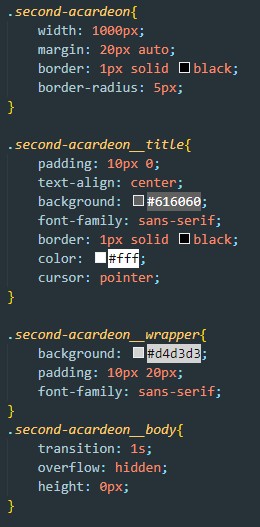 .second-acardeon{
width: 1000px;
margin: 20px auto;
border: 1px solid black;
border-radius: 5px;
}
.second-acardeon__title{
padding: 10px 0;
text-align: center;
background: #616060;
font-family: sans-serif;
border: 1px solid black;
color: #fff;
cursor: pointer;
}
.second-acardeon__wrapper{
background: #d4d3d3;
padding: 10px 20px;
font-family: sans-serif;
}
.second-acardeon__body{
transition: 1s;
overflow: hidden;
height: 0px;
}